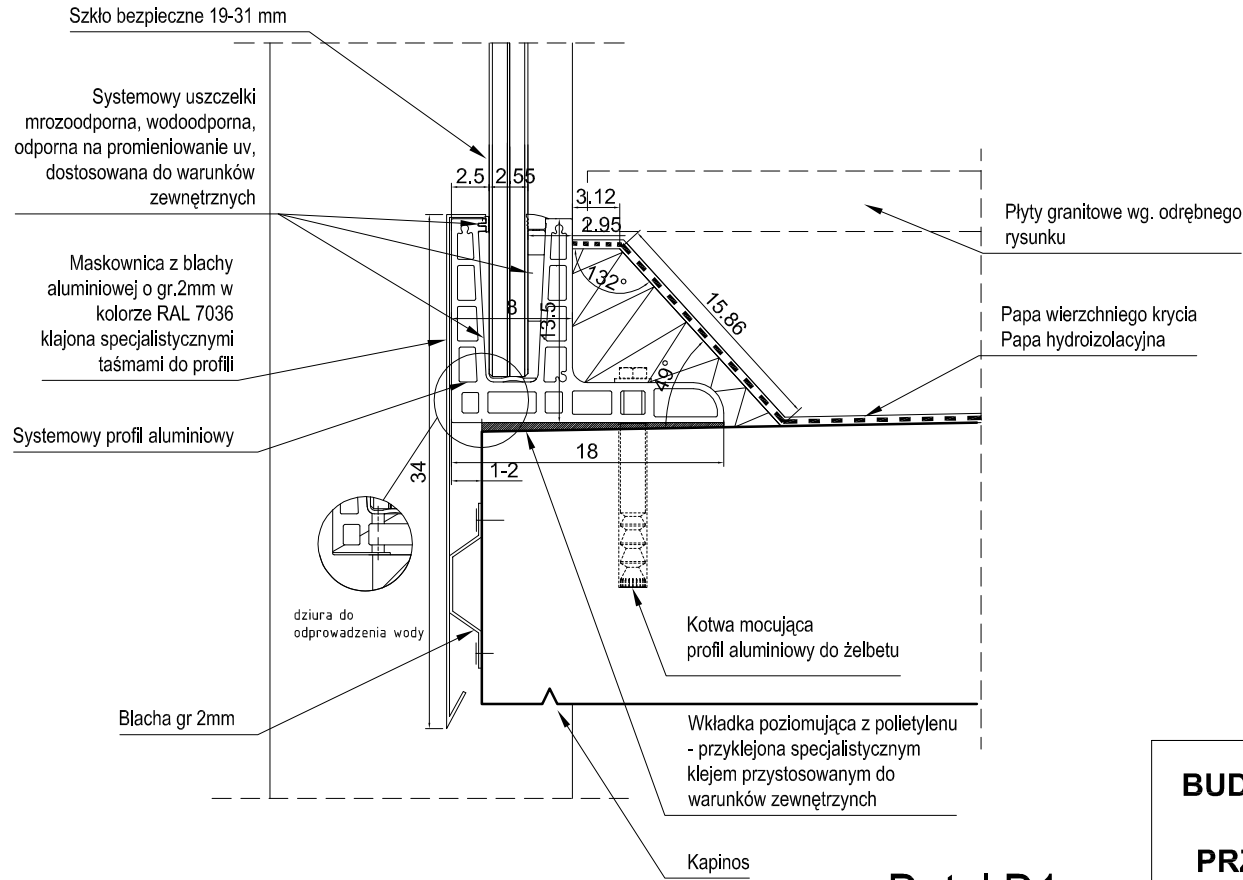 Szkło bezpieczne 19-31 mm
Systemowy uszczelki
mrozoodporna, wodoodporna,
odporna na promieniowanie uv,
dostosowana do warunków
zewnętrznych
Maskownica z blachy
aluminiowej o gr.2mm w
kolorze RAL 7036
klajona specjalistycznymi
taśmami do profili
Systemowy profil aluminiowy
dziura do
odprowadzenia wody
Blacha gr 2mm
2.5
2.55
3.12
2.95
132°
15.86
8
13.5
49°
34
18
1-2
Płyty granitowe wg. odrębnego
rysunku
Papa wierzchniego krycia
Papa hydroizolacyjna
Kotwa mocująca
profil aluminiowy do żelbetu
Wkładka poziomująca z polietylenu
- przyklejona specjalistycznym
klejem przystosowanym do
warunków zewnętrzynch
Kapinos
BUD
PRZ